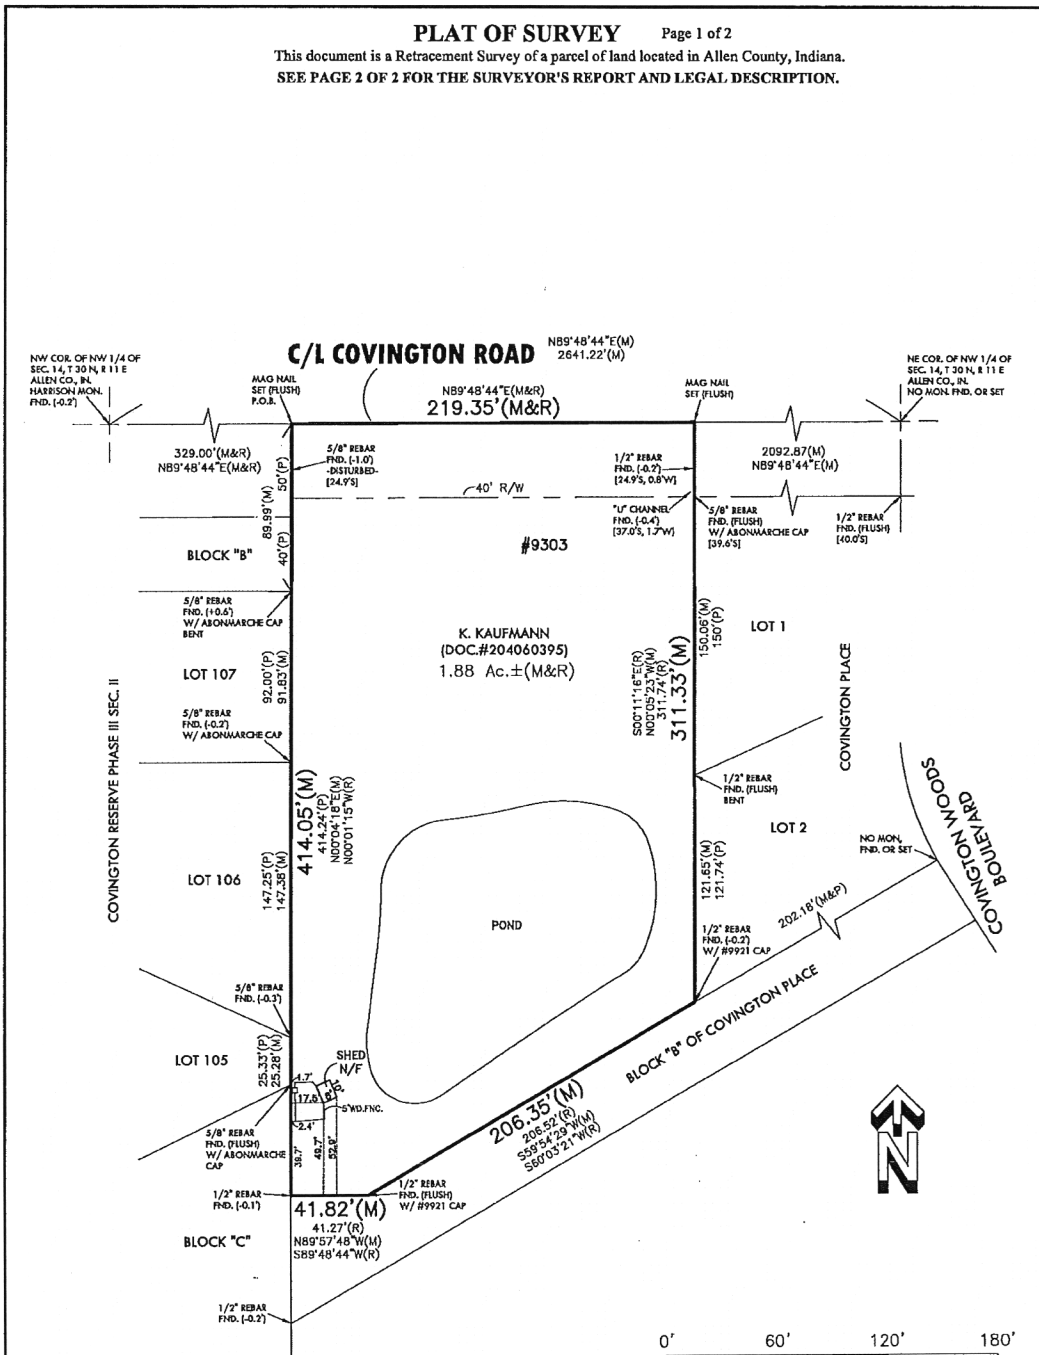 PLAT OF SURVEY Page 1 of 2
This document is a Retracement Survey of a parcel of land located in Allen County, Indiana.
SEE PAGE 2 OF 2 FOR THE SURVEYOR'S REPORT AND LEGAL DESCRIPTION.
C/L COVINGTON ROAD
N89°48'44"E(M)
2641.22'(M)
NW COR. OF NW 1/4 OF
SEC. 14, T 30 N, R 11 E
ALLEN CO., IN.
HARRISON MON.
FND. (-0.2')
MAG NAIL
SET (FLUSH)
P.O.B.
N89°48'44"E(M&R)
219.35'(M&R)
MAG NAIL
SET (FLUSH)
NE COR. OF NW 1/4 OF
SEC. 14, T 30 N, R 11 E
ALLEN CO., IN.
NO MON. FND. OR SET
329.00'(M&R)
N89°48'44"E(M&R)
5/8" REBAR
FND. (-1.0')
-DISTURBED-
[24.9'S]
1/2" REBAR
FND. (-0.2')
[24.9'S, 0.8'W]
2092.87'(M)
N89°48'44"E(M)
50'(P)
89.99'(M)
40'(P)
40' R/W
"U" CHANNEL
FND. (-0.4')
[37.0'S, 1.7'W]
5/8" REBAR
FND. (FLUSH)
W/ ABONMARCHE CAP
[39.6'S]
1/2" REBAR
FND. (FLUSH)
[40.0'S]
BLOCK "B"
#9303
5/8" REBAR
FND. (+0.6')
W/ ABONMARCHE CAP
BENT
K. KAUFMANN
(DOC.#204060395)
1.88 Ac.±(M&R)
150.06'(M)
150'(P)
LOT 1
LOT 107
92.00'(P)
91.83'(M)
S00°11'16"E(R)
N00°05'23"W(M)
311.74'(R)
311.33'(M)
COVINGTON PLACE
COVINGTON RESERVE PHASE III SEC. II
5/8" REBAR
FND. (-0.2')
W/ ABONMARCHE CAP
414.05'(M)
414.24'(P)
N00°04'18"E(M)
N00°01'15"W(R)
1/2" REBAR
FND. (FLUSH)
BENT
LOT 2
COVINGTON WOODS
BOULEVARD
NO MON.
FND. OR SET
LOT 106
147.25'(P)
147.38'(M)
121.65'(M)
121.74'(P)
202.18'(M&P)
POND
1/2" REBAR
FND. (-0.2')
W/ #9921 CAP
5/8" REBAR
FND. (-0.3')
BLOCK "B" OF COVINGTON PLACE
LOT 105
25.33'(P)
25.28'(M)
SHED
N/F
17.5'
5'WD.FNC.
2.4'
39.7'
49.7'
5/8" REBAR
FND. (FLUSH)
W/ ABONMARCHE
CAP
206.35'(M)
206.52'(R)
S59°54'29"W(M)
S60°03'21"W(R)
1/2" REBAR
FND. (-0.1')
1/2" REBAR
FND. (FLUSH)
W/ #9921 CAP
41.82'(M)
41.27'(R)
N89°57'48"W(M)
S89°48'44"W(R)
BLOCK "C"
N
1/2" REBAR
FND. (-0.2')
0' 60' 120' 180'